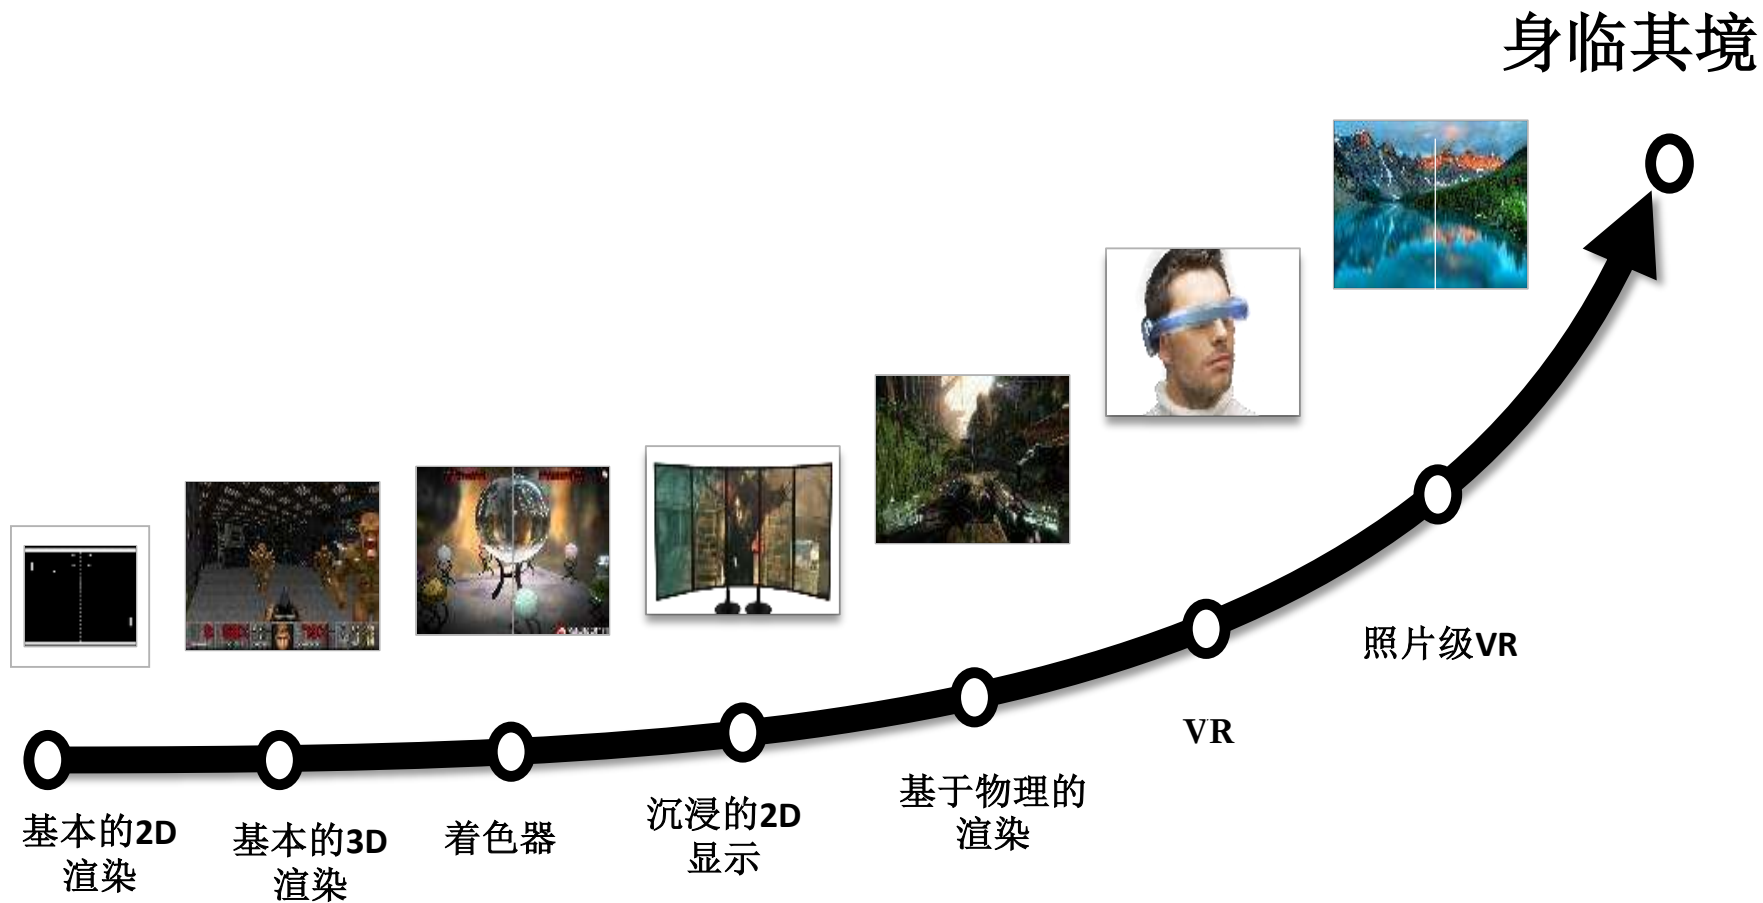 身临其境
照片级VR
VR
基于物理的
渲染
沉浸的2D
显示
着色器
基本的3D
渲染
基本的2D
渲染